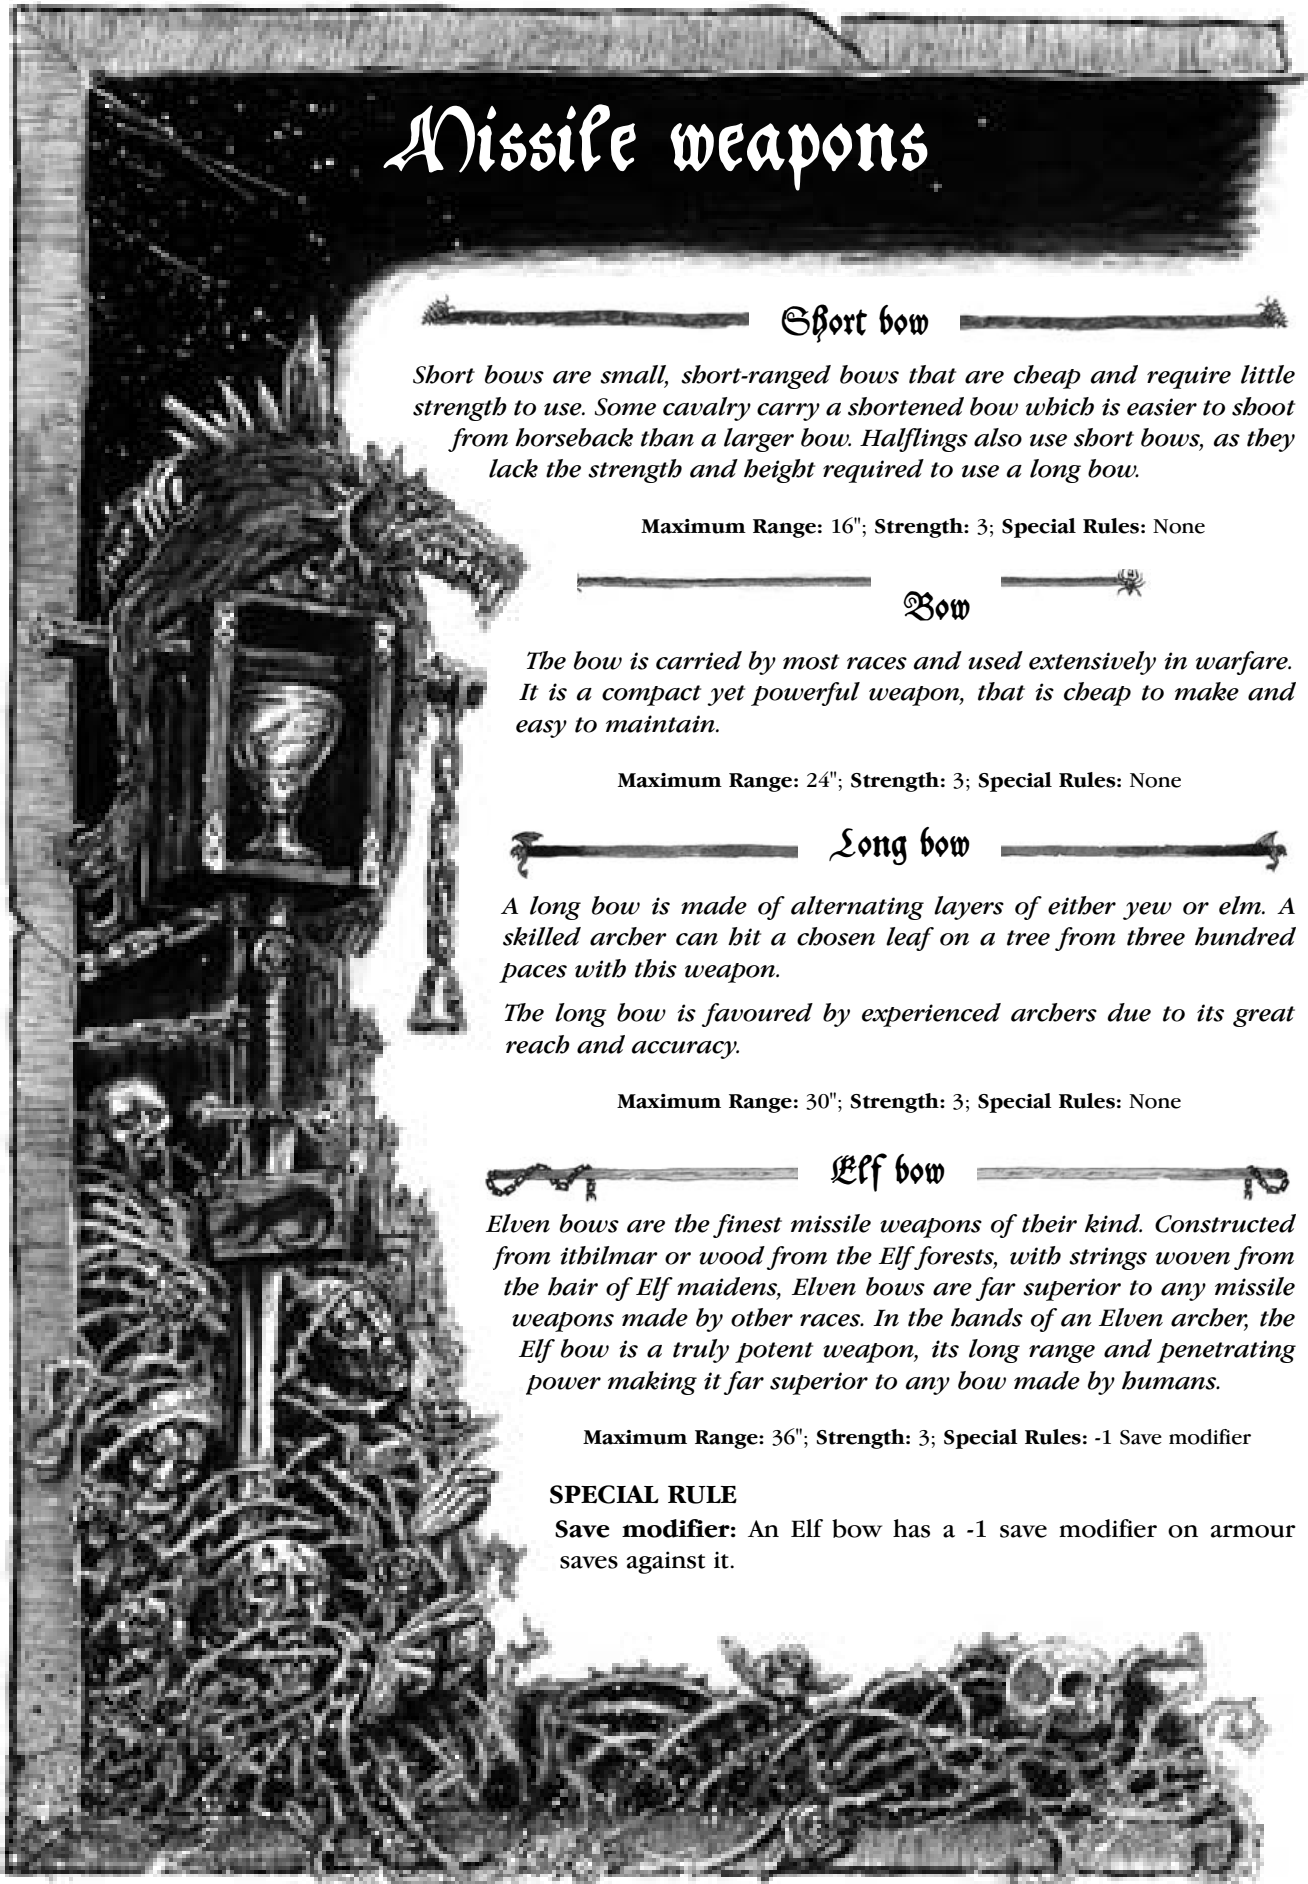 Missile weapons
Short bow
Short bows are small, short-ranged bows that are cheap and require little
strength to use. Some cavalry carry a shortened bow which is easier to shoot
from horseback than a larger bow. Halflings also use short bows, as they
lack the strength and height required to use a long bow.
Maximum Range: 16"; Strength: 3; Special Rules: None
Bow
The bow is carried by most races and used extensively in warfare.
It is a compact yet powerful weapon, that is cheap to make and
easy to maintain.
Maximum Range: 24"; Strength: 3; Special Rules: None
Long bow
A long bow is made of alternating layers of either yew or elm. A
skilled archer can hit a chosen leaf on a tree from three hundred
paces with this weapon.
The long bow is favoured by experienced archers due to its great
reach and accuracy.
Maximum Range: 30"; Strength: 3; Special Rules: None
Elf bow
Elven bows are the finest missile weapons of their kind. Constructed
from ithilmar or wood from the Elf forests, with strings woven from
the hair of Elf maidens, Elven bows are far superior to any missile
weapons made by other races. In the hands of an Elven archer, the
Elf bow is a truly potent weapon, its long range and penetrating
power making it far superior to any bow made by humans.
Maximum Range: 36"; Strength: 3; Special Rules: -1 Save modifier
SPECIAL RULE
Save modifier: An Elf bow has a -1 save modifier on armour
saves against it.